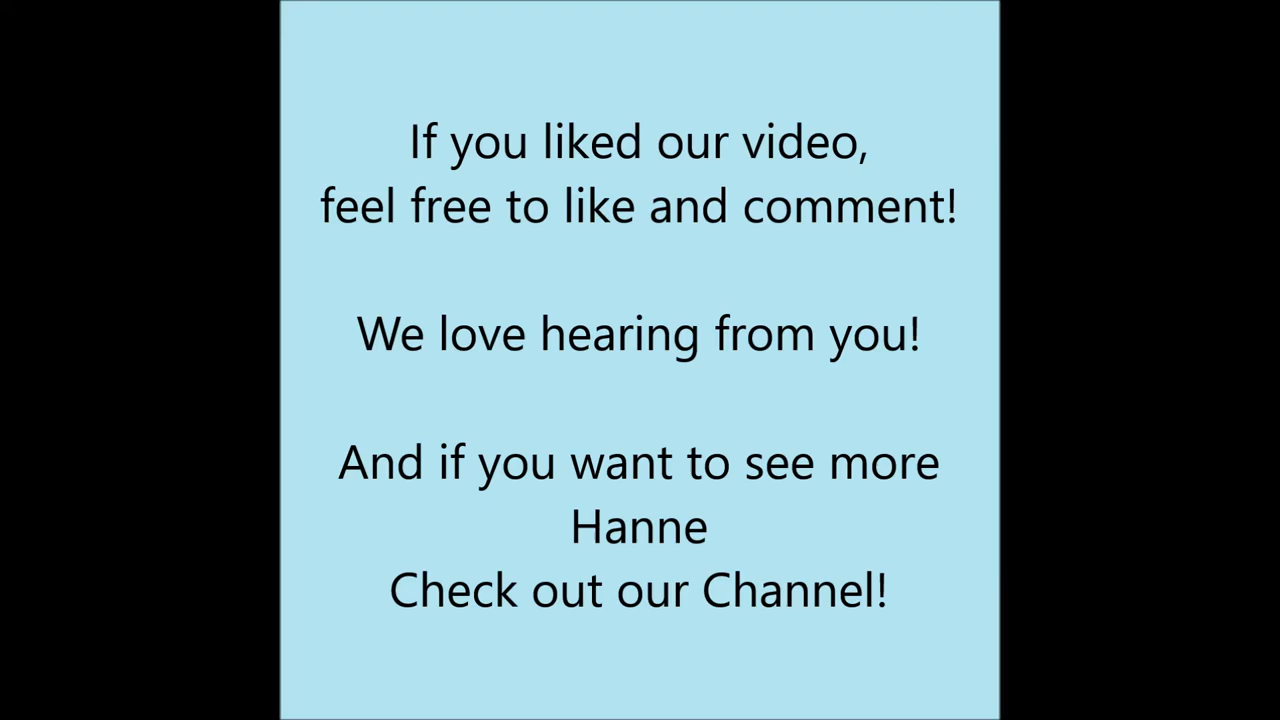 If you liked our video,
feel free to like and comment!
We love hearing from you!
And if you want to see more
Hanne
Check out our Channel!